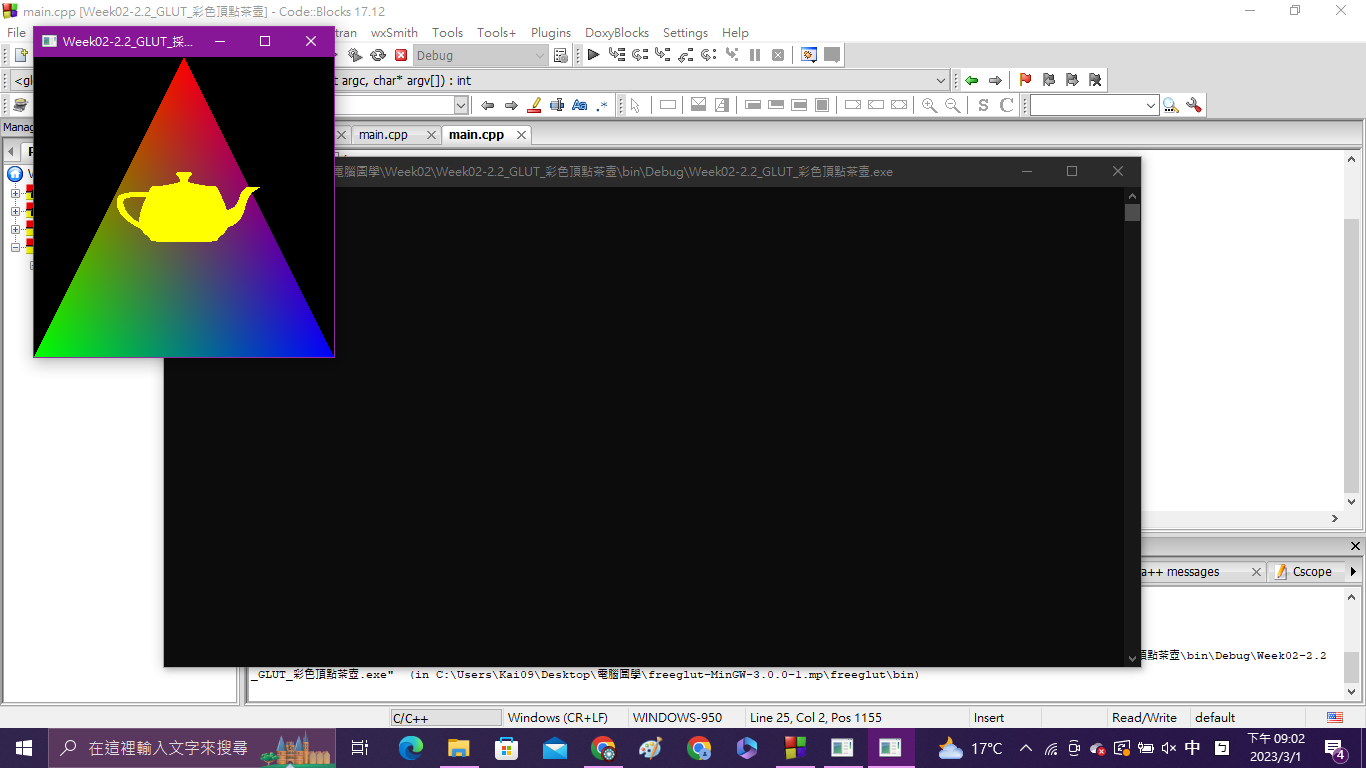 main.cpp [Week02-2.2_GLUT_彩色頂點茶壺] - Code::Blocks 17.12
File
tran wxSmith Tools Tools+ Plugins DoxyBlocks Settings Help
Week02-2.2_GLUT_採...
Debug
<gl
t argc, char* argv[]) : int
Manag
main.cpp
main.cpp
電腦圖學\Week02\Week02-2.2_GLUT_彩色頂點茶壺\bin\Debug\Week02-2.2_GLUT_彩色頂點茶壺.exe
a++ messages
Cscope
頂點茶壺\bin\Debug\Week02-2.2
_GLUT_彩色頂點茶壺.exe" (in C:\Users\Kai09\Desktop\電腦圖學\freeglut-MinGW-3.0.0-1.mp\freeglut\bin)
C/C++ Windows (CR+LF) WINDOWS-950 Line 25, Col 2, Pos 1155 Insert Read/Write default
在這裡輸入文字來搜尋
17°C
中
下午 09:02
2023/3/1
4